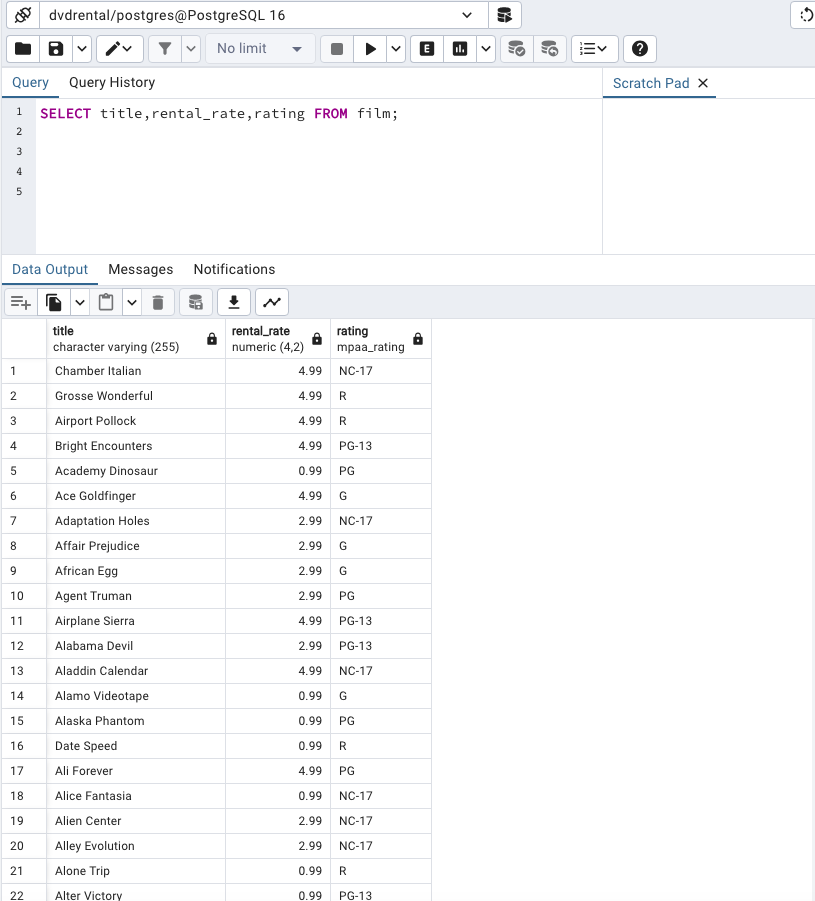 dvdrental/postgres@PostgreSQL 16
No limit
E
Query Query History
Scratch Pad
1 SELECT title,rental_rate,rating FROM film;
2
3
4
5
Data Output Messages Notifications
title rental_rate rating
character varying (255) numeric (4,2) mpaa_rating
1 Chamber Italian 4.99 NC-17
2 Grosse Wonderful 4.99 R
3 Airport Pollock 4.99 R
4 Bright Encounters 4.99 PG-13
5 Academy Dinosaur 0.99 PG
6 Ace Goldfinger 4.99 G
7 Adaptation Holes 2.99 NC-17
8 Affair Prejudice 2.99 G
9 African Egg 2.99 G
10 Agent Truman 2.99 PG
11 Airplane Sierra 4.99 PG-13
12 Alabama Devil 2.99 PG-13
13 Aladdin Calendar 4.99 NC-17
14 Alamo Videotape 0.99 G
15 Alaska Phantom 0.99 PG
16 Date Speed 0.99 R
17 Ali Forever 4.99 PG
18 Alice Fantasia 0.99 NC-17
19 Alien Center 2.99 NC-17
20 Alley Evolution 2.99 NC-17
21 Alone Trip 0.99 R
22 Alter Victory 0.99 PG-13